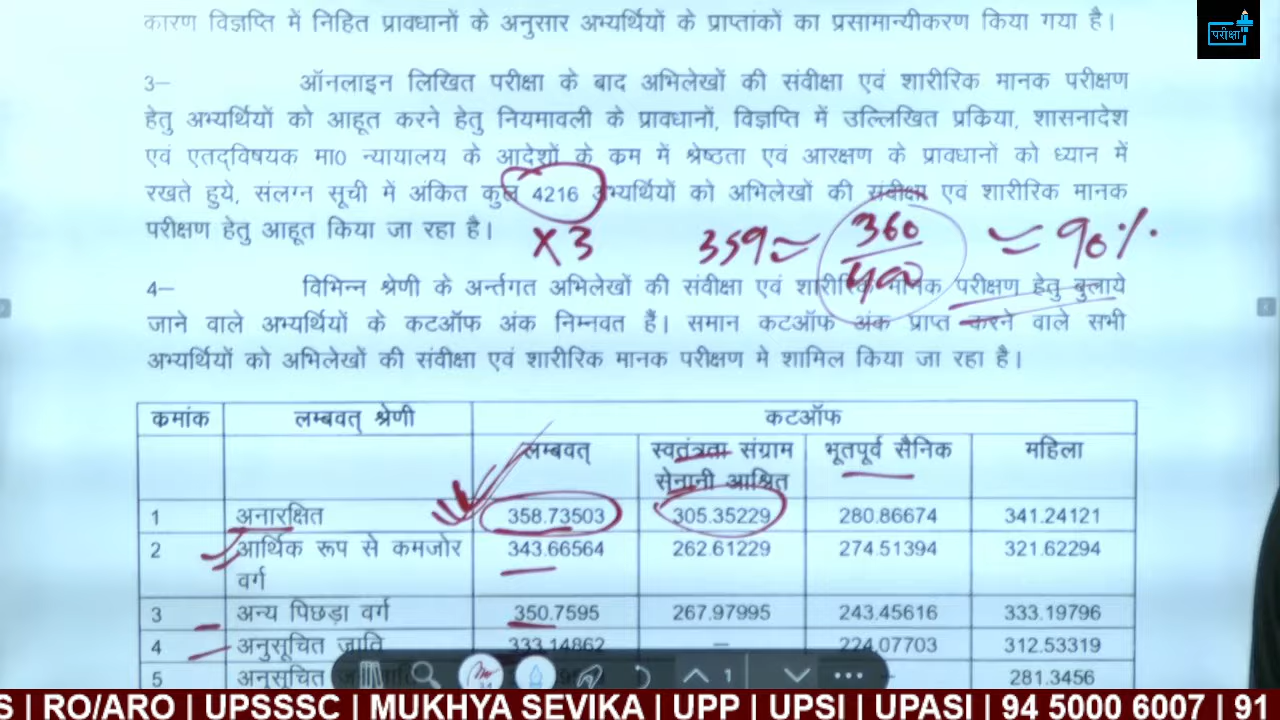 कारण विज्ञप्ति में निहित प्रावधानों के अनुसार अभ्यर्थियों के प्राप्तांकों का प्रसामान्यीकरण किया गया है।
परीक्षा
3– ऑनलाइन लिखित परीक्षा के बाद अभिलेखों की संवीक्षा एवं शारीरिक मानक परीक्षण
हेतु अभ्यर्थियों को आहूत करने हेतु नियमावली के प्रावधानों, विज्ञप्ति में उल्लिखित प्रक्रिया, शासनादेश
एवं एतद्विषयक मा0 न्यायालय के आदेशों के कम में श्रेष्ठता एवं आरक्षण के प्रावधानों को ध्यान में
रखते हुये, संलग्न सूची में अंकित कुल 4216 अभ्यर्थियों को अभिलेखों की संवीक्षा एवं शारीरिक मानक
परीक्षण हेतु आहूत किया जा रहा है।
x 3 359 ≈ 360/400 ≈ 90%.
4– विभिन्न श्रेणी के अर्न्तगत अभिलेखों की संवीक्षा एवं शारीरिक मानक परीक्षण हेतु बुलाये
जाने वाले अभ्यर्थियों के कटऑफ अंक निम्नवत हैं। समान कटऑफ अंक प्राप्त करने वाले सभी
अभ्यर्थियों को अभिलेखों की संवीक्षा एवं शारीरिक मानक परीक्षण मे शामिल किया जा रहा है।
कमांक लम्बवत् श्रेणी कटऑफ
लम्बवत् स्वतंत्रता संग्राम भूतपूर्व सैनिक महिला
सेनानी आश्रित
1 अनारक्षित 358.73503 305.35229 280.86674 341.24121
2 आर्थिक रूप से कमजोर 343.66564 262.61229 274.51394 321.62294
वर्ग
3 अन्य पिछड़ा वर्ग 350.7595 267.97995 243.45616 333.19796
4 अनुसूचित जाति 333.14862 – 224.07703 312.53319
5 अनुसूचित – 281.3456
1
S | RO/ARO | UPSSSC | MUKHYA SEVIKA | UPP | UPSI | UPASI | 94 5000 6007 | 91